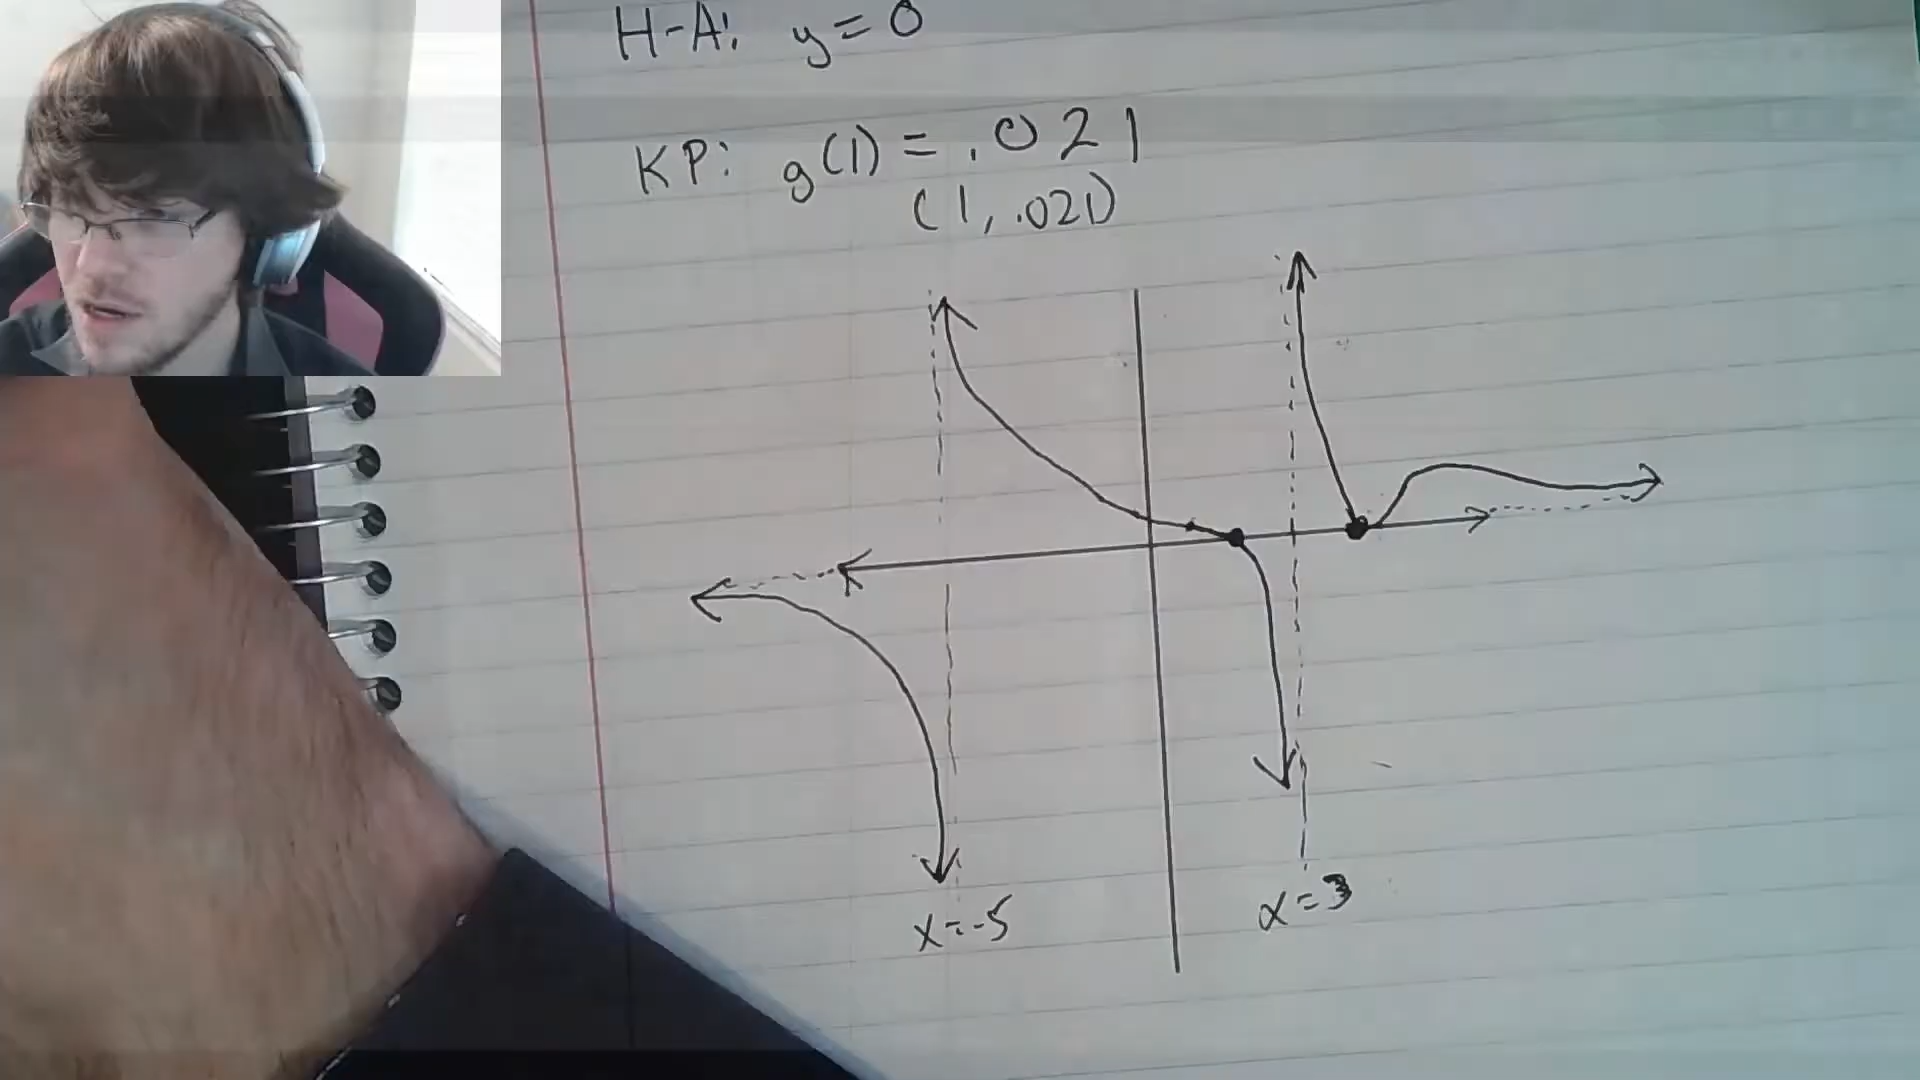 H-A: y=0
KP: g(1) = .021
(1, .021)
x=-5
x=3